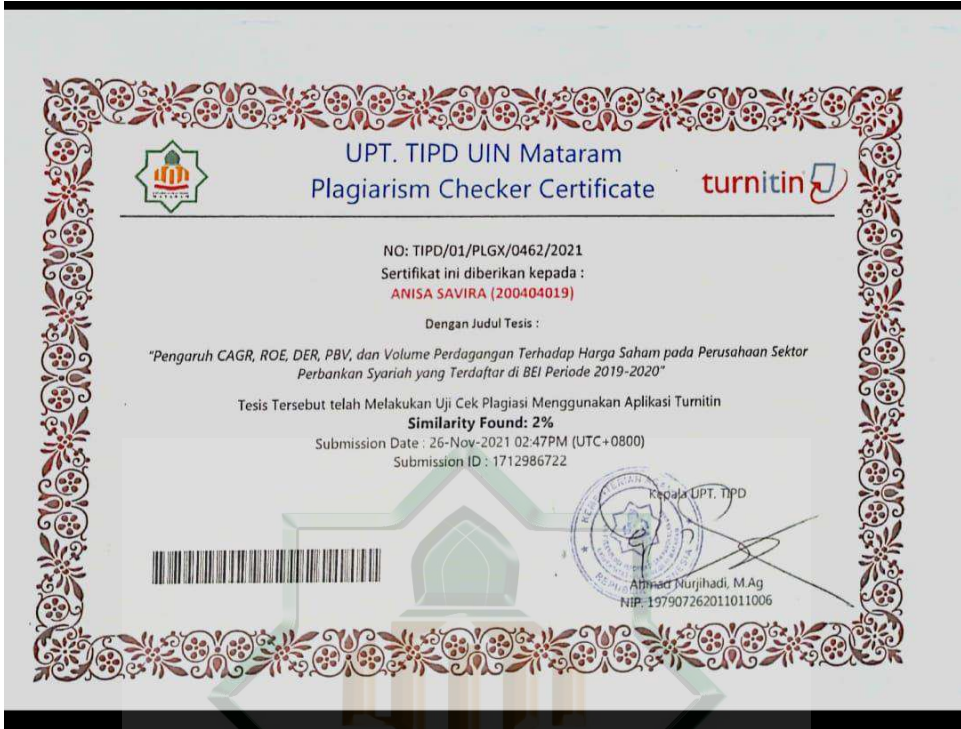 UPT. TIPD UIN Mataram
Plagiarism Checker Certificate
turnitin
NO: TIPD/01/PLGX/0462/2021
Sertifikat ini diberikan kepada :
ANISA SAVIRA (200404019)
Dengan Judul Tesis :
"Pengaruh CAGR, ROE, DER, PBV, dan Volume Perdagangan Terhadap Harga Saham pada Perusahaan Sektor
Perbankan Syariah yang Terdaftar di BEI Periode 2019-2020"
Tesis Tersebut telah Melakukan Uji Cek Plagiasi Menggunakan Aplikasi Turnitin
Similarity Found: 2%
Submission Date : 26-Nov-2021 02:47PM (UTC+0800)
Submission ID : 1712986722
Kepala UPT. TIPD
KEMENTERIAN
REPUBLIK
Ahmad Nurjihadi, M.Ag
NIP. 197907262011011006